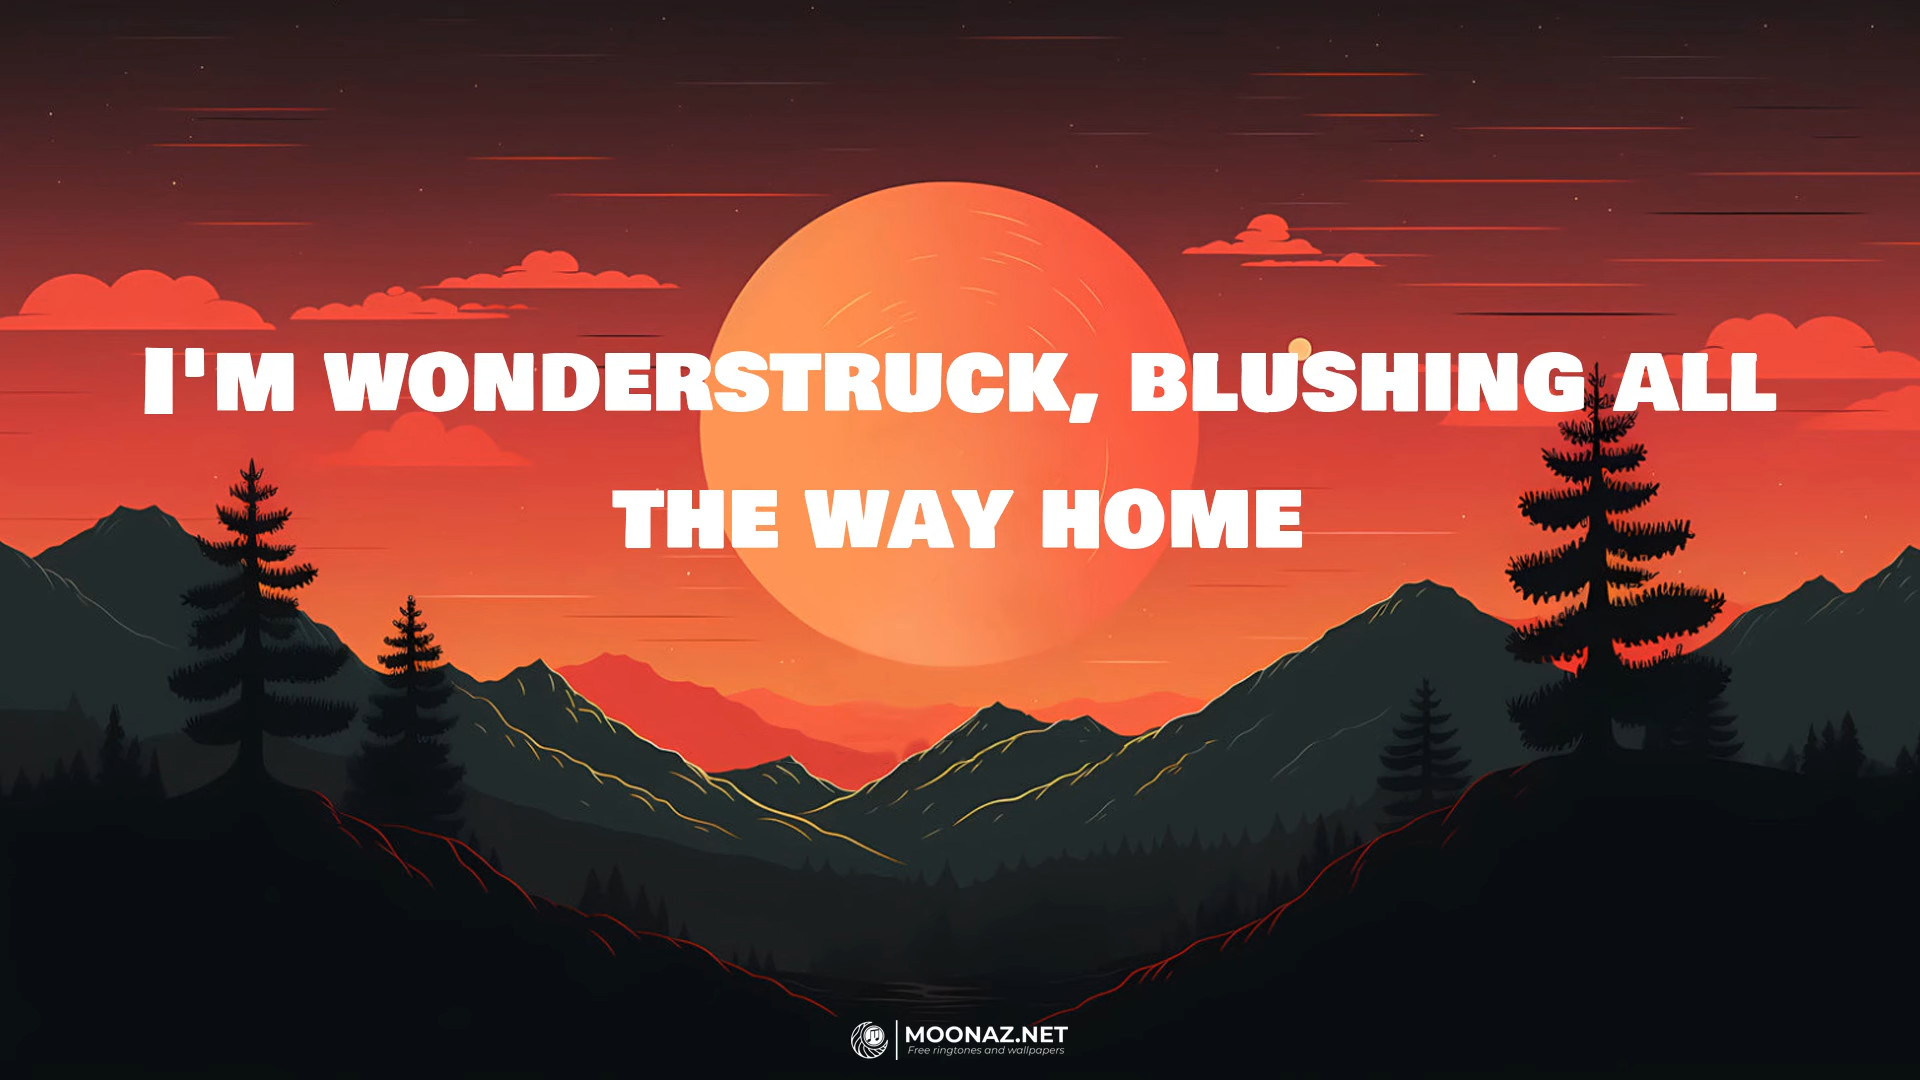 I'm wonderstruck, blushing all
the way home
MOONAZ.NET
Free ringtones and wallpapers